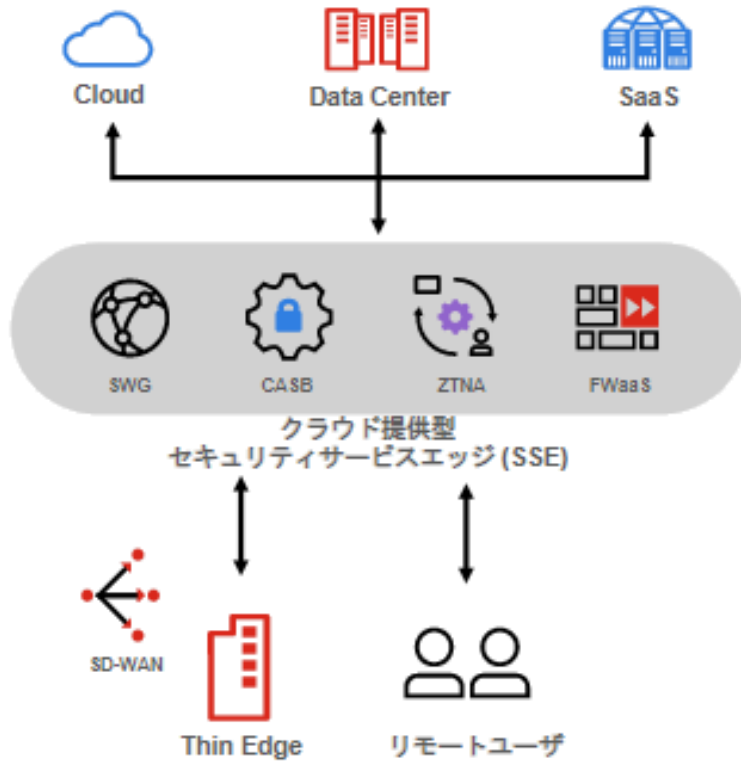 Cloud
Data Center
SaaS
SWG
CASB
ZTNA
FWaaS
クラウド提供型
セキュリティサービスエッジ (SSE)
SD-WAN
Thin Edge
リモートユーザ